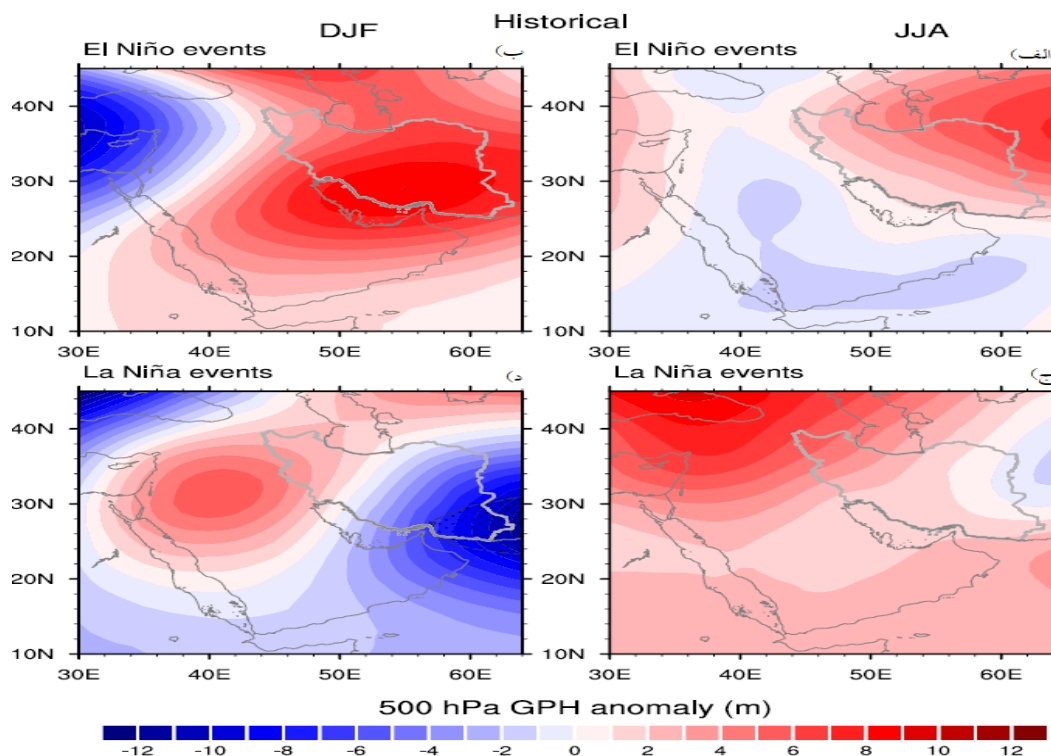 Historical
DJF
JJA
El Niño events
ب)
El Niño events
الف)
40N
30N
20N
10N
30E 40E 50E 60E
40N
30N
20N
10N
30E 40E 50E 60E
La Niña events
د)
La Niña events
ج)
40N
30N
20N
10N
30E 40E 50E 60E
40N
30N
20N
10N
30E 40E 50E 60E
500 hPa GPH anomaly (m)
-12 -10 -8 -6 -4 -2 0 2 4 6 8 10 12